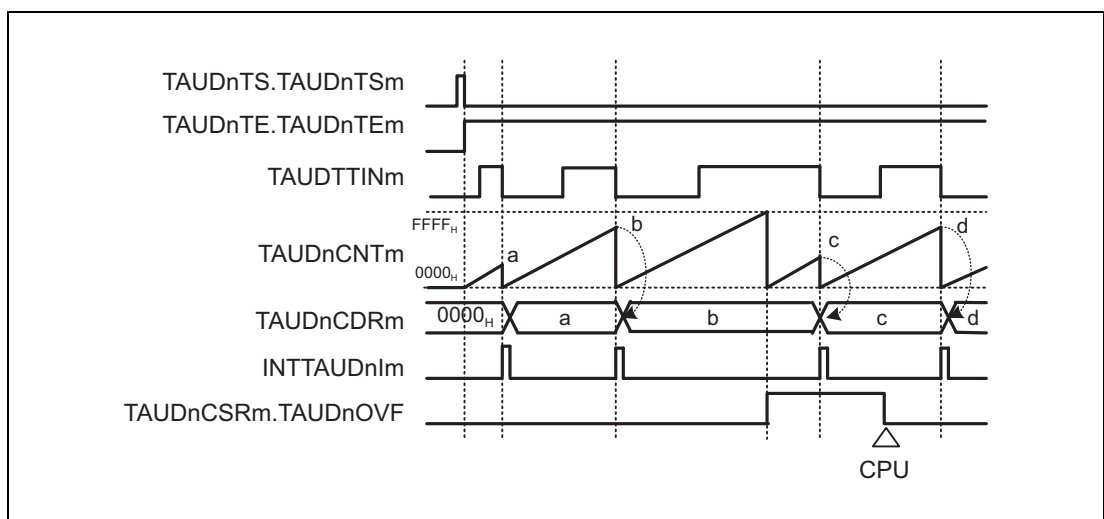 TAUDnTS.TAUDnTSm
TAUDnTE.TAUDnTEm
TAUDTTINm
FFFFH
a
b
c
d
TAUDnCNTm
0000H
TAUDnCDRm
0000H
a
b
c
d
INTTAUDnIm
TAUDnCSRm.TAUDnOVF
CPU